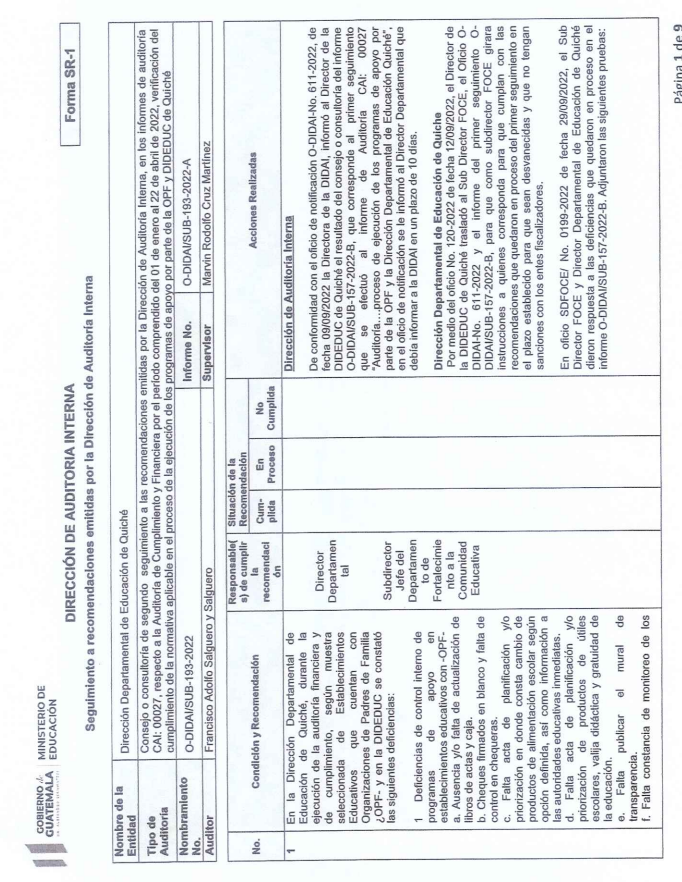 GOBIERNO de
GUATEMALA
MINISTERIO DE
EDUCACIÓN
DIRECCIÓN DE AUDITORIA INTERNA
Forma SR-1
Seguimiento a recomendaciones emitidas por la Dirección de Auditoría Interna
Nombre de la
Entidad
Dirección Departamental de Educación de Quiché
Tipo de
Auditoría
Consejo o consultoría de segundo seguimiento a las recomendaciones emitidas por la Dirección de Auditoría Interna, en los informes de auditoría
CAI: 00027, respecto a la Auditoría de Cumplimiento y Financiera por el período comprendido del 01 de enero al 22 de abril de 2022, verificación del
cumplimiento de la normativa aplicable en el proceso de la ejecución de los programas de apoyo por parte de la OPF y DIDEDUC de Quiché
Nombramiento
No.
O-DIDAI/SUB-193-2022
Informe No.
O-DIDAI/SUB-193-2022-A
Auditor
Francisco Adolfo Salguero y Salguero
Supervisor
Marvin Rodolfo Cruz Martínez
No.
Condición y Recomendación
Responsable(
s) de cumplir
la
recomendaci
ón
Situación de la
Recomendación
Cum-
plida
En
Proceso
No
Cumplida
Acciones Realizadas
1
En la Dirección Departamental de
Educación de Quiché, durante la
ejecución de la auditoría financiera y
de cumplimiento, según muestra
seleccionada de Establecimientos
Educativos que cuentan con
Organizaciones de Padres de Familia
¿OPF- y en la DIDEDUC se constató
las siguientes deficiencias:
1 Deficiencias de control interno de
programas de apoyo en
establecimientos educativos con -OPF-
a. Ausencia y/o falta de actualización de
libros de actas y caja.
b. Cheques firmados en blanco y falta de
control en chequeras.
c. Falta acta de planificación y/o
priorización en donde consta cambio de
productos de alimentación escolar según
opción definida, así como información a
las autoridades educativas inmediatas.
d. Falta acta de planificación y/o
priorización de productos de útiles
escolares, valija didáctica y gratuidad de
la educación.
e. Falta publicar el mural de
transparencia.
f. Falta constancia de monitoreo de los
Director
Departamen
tal
Subdirector
Jefe del
Departamen
to de
Fortalecimie
nto a la
Comunidad
Educativa
Dirección de Auditoría Interna
De conformidad con el oficio de notificación O-DIDAI-No. 611-2022, de
fecha 09/09/2022 la Directora de la DIDAI, informó al Director de la
DIDEDUC de Quiché el resultado del consejo o consultoría del informe
O-DIDAI/SUB-157-2022-B, que corresponde al primer seguimiento
que se efectuó al informe de Auditoría CAI: 00027
"Auditoría....proceso de ejecución de los programas de apoyo por
parte de la OPF y la Dirección Departamental de Educación Quiché",
en el oficio de notificación se le informó al Director Departamental que
debía informar a la DIDAI en un plazo de 10 días.
Dirección Departamental de Educación de Quiche
Por medio del oficio No. 120-2022 de fecha 12/09/2022, el Director de
la DIDEDUC de Quiché trasladó al Sub Director FOCE, el Oficio O-
DIDAI-No. 611-2022 y el informe del primer seguimiento O-
DIDAI/SUB-157-2022-B, para que como subdirector FOCE girara
instrucciones a quienes corresponda para que cumplan con las
recomendaciones que quedaron en proceso del primer seguimiento en
el plazo establecido para que sean desvanecidas y que no tengan
sanciones con los entes fiscalizadores.
En oficio SDFOCE/ No. 0199-2022 de fecha 29/09/2022, el Sub
Director FOCE y Director Departamental de Educación de Quiché
dieron respuesta a las deficiencias que quedaron en proceso en el
informe O-DIDAI/SUB-157-2022-B. Adjuntaron las siguientes pruebas:
Página 1 de 9